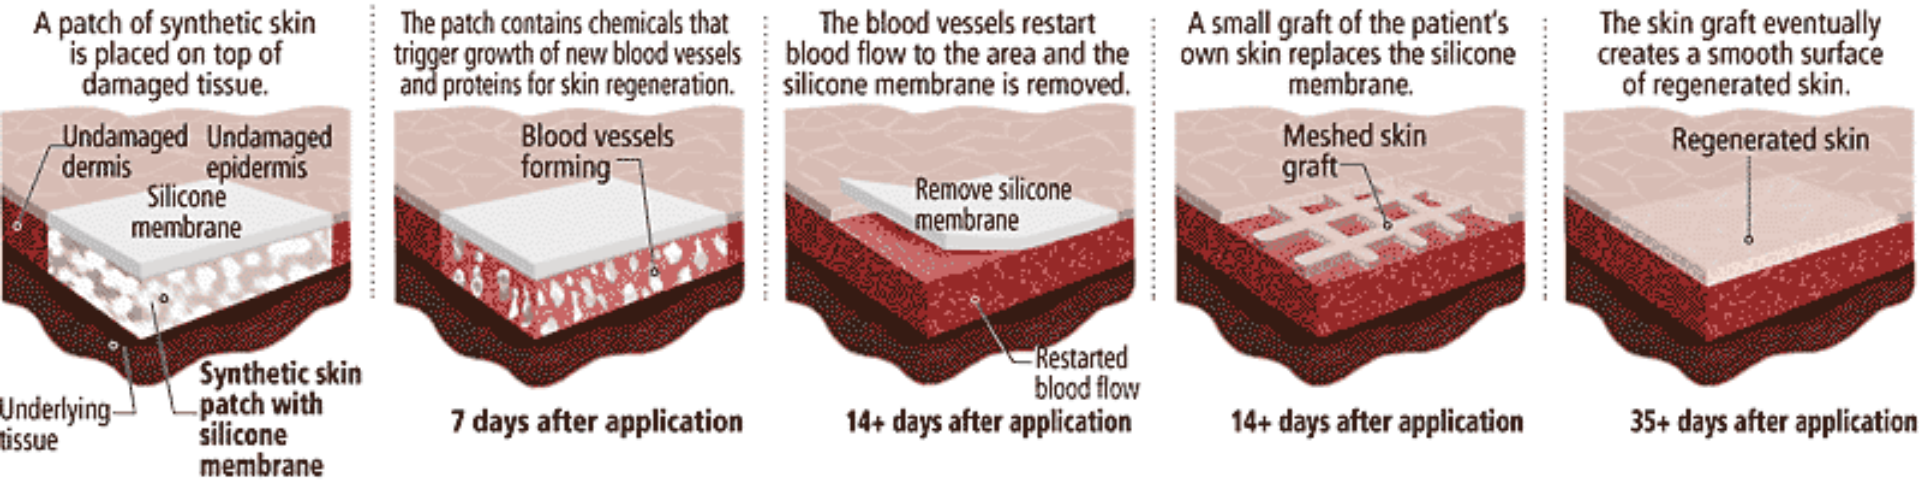 A patch of synthetic skin
is placed on top of
damaged tissue.
Undamaged
dermis
Undamaged
epidermis
Silicone
membrane
Underlying
tissue
Synthetic skin
patch with
silicone
membrane
The patch contains chemicals that
trigger growth of new blood vessels
and proteins for skin regeneration.
Blood vessels
forming
7 days after application
The blood vessels restart
blood flow to the area and the
silicone membrane is removed.
Remove silicone
membrane
Restarted
blood flow
14+ days after application
A small graft of the patient's
own skin replaces the silicone
membrane.
Meshed skin
graft
14+ days after application
The skin graft eventually
creates a smooth surface
of regenerated skin.
Regenerated skin
35+ days after application